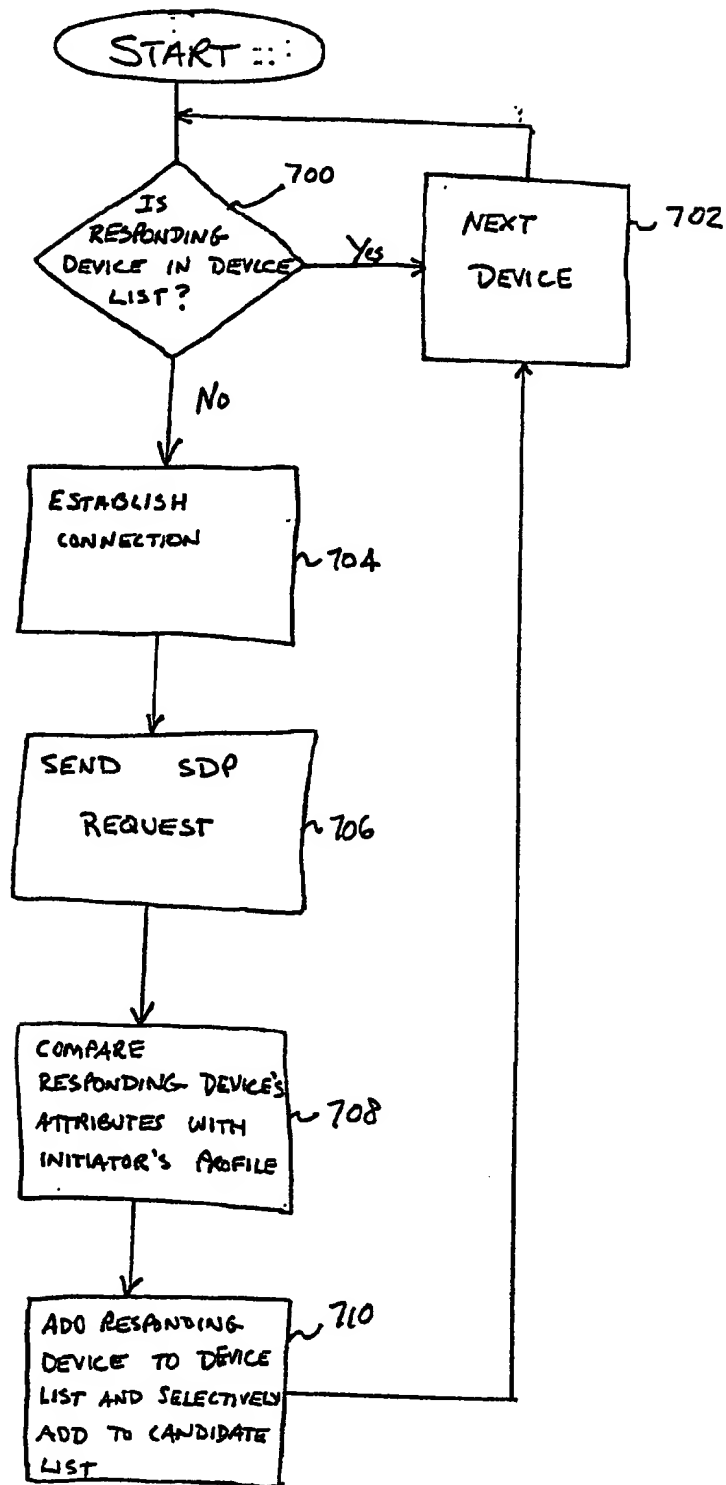 START
700
IS
RESPONDING
DEVICE IN DEVICE
LIST?
Yes
NEXT
DEVICE
702
No
ESTABLISH
CONNECTION
704
SEND SDP
REQUEST
706
COMPARE
RESPONDING DEVICE'S
ATTRIBUTES WITH
INITIATOR'S PROFILE
708
ADD RESPONDING
DEVICE TO DEVICE
LIST AND SELECTIVELY
ADD TO CANDIDATE
LIST
710